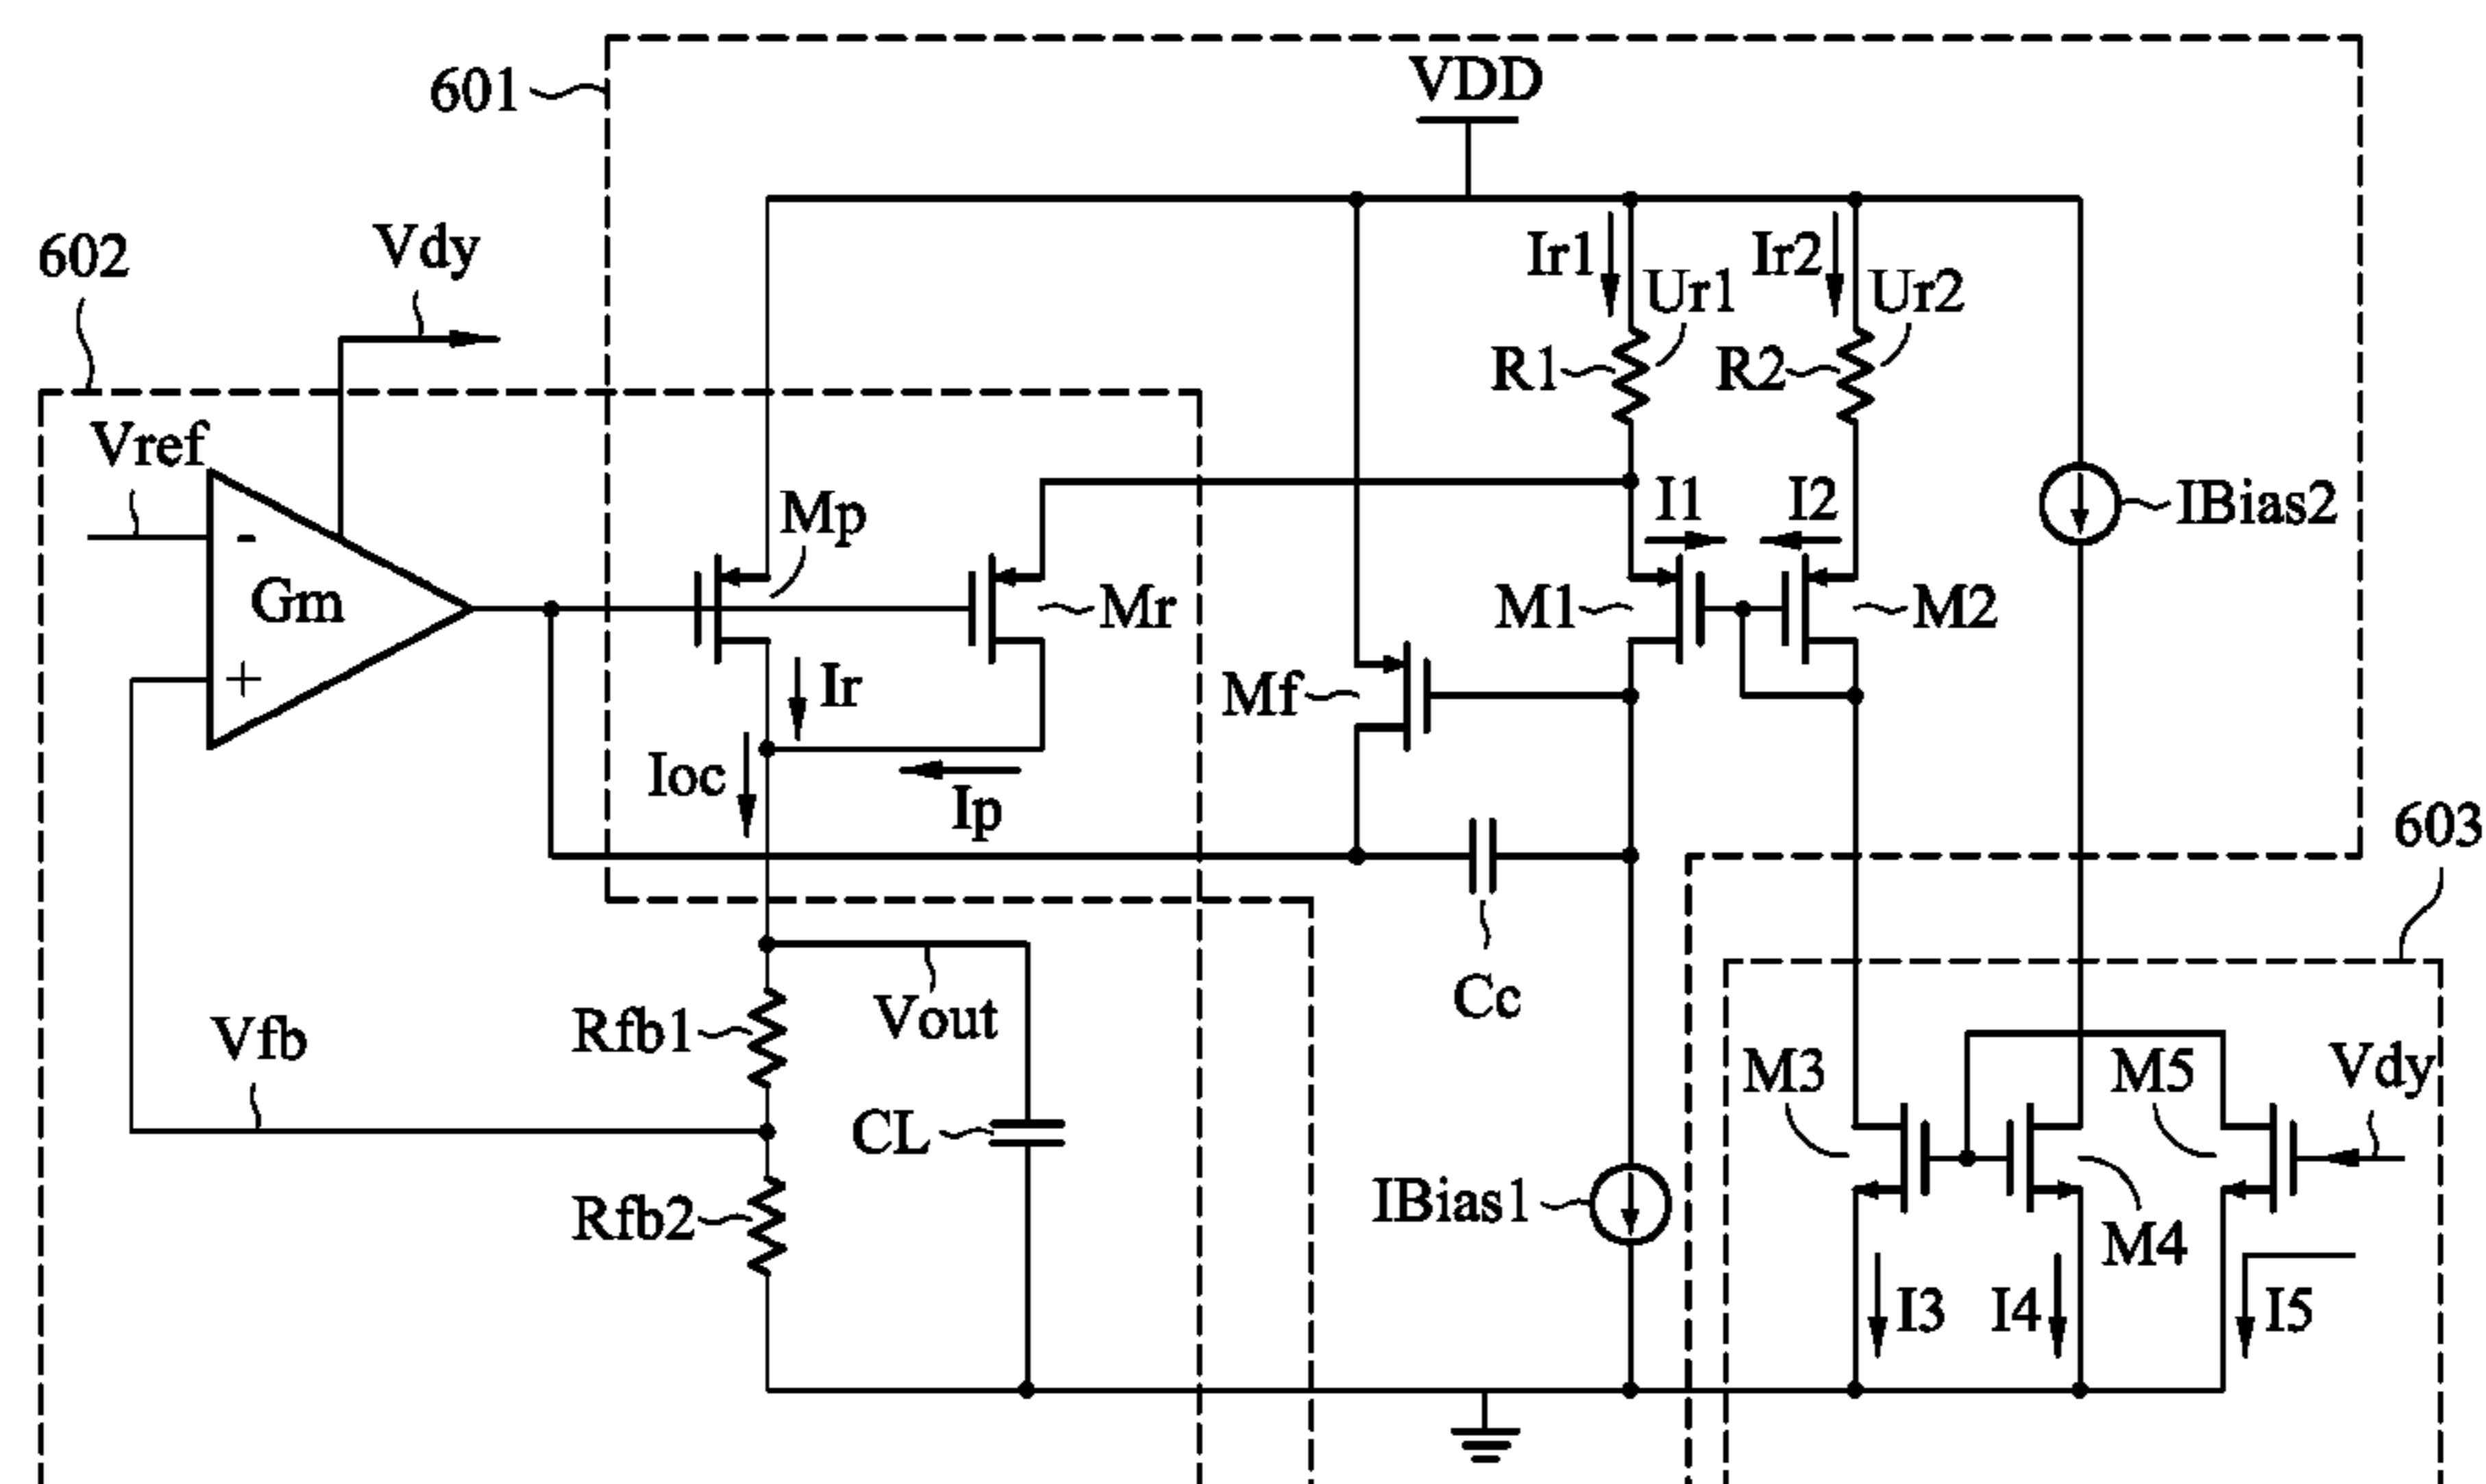 601
VDD
602
Vdy
Ir1
Ur1
Ir2
Ur2
R1
R2
Vref
-
Gm
+
Mp
Mr
I1
I2
IBias2
M1
M2
Mf
Ir
Ioc
Ip
603
Cc
Vout
Rfb1
Vfb
CL
Rfb2
IBias1
M3
M5
Vdy
M4
I3
I4
I5